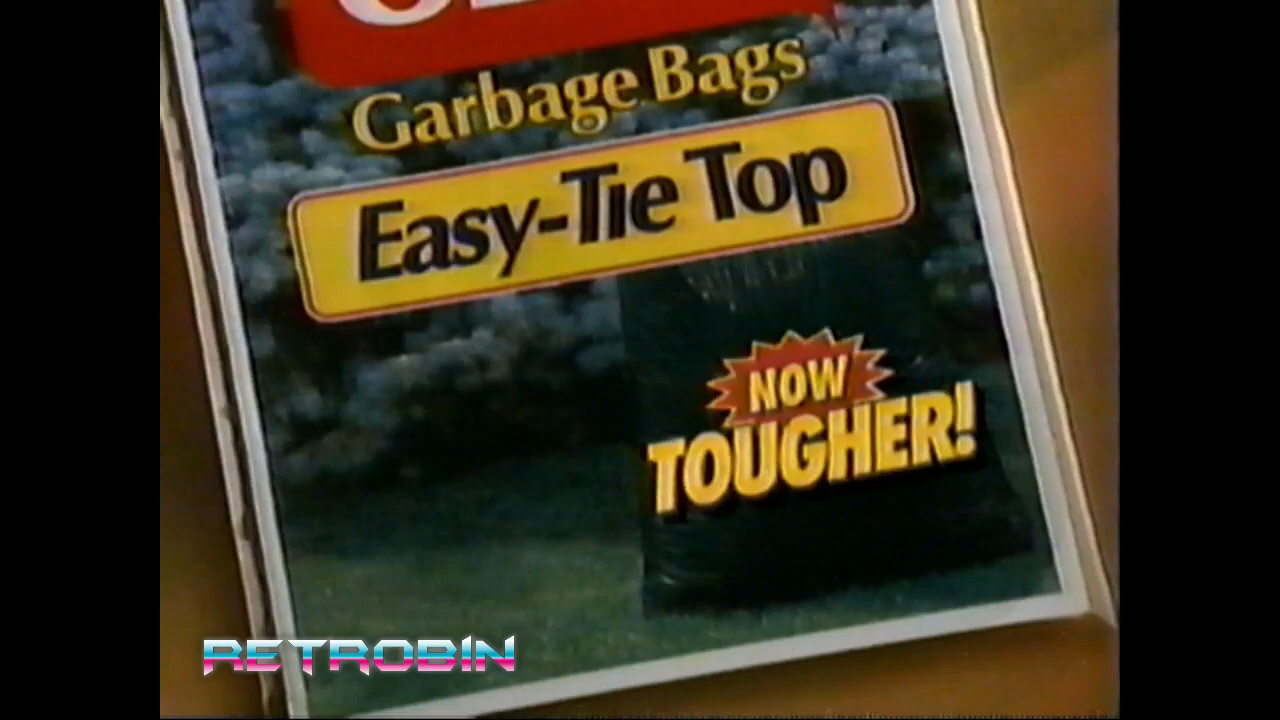 Garbage Bags
Easy-Tie Top
NOW
TOUGHER!
RETROBIN